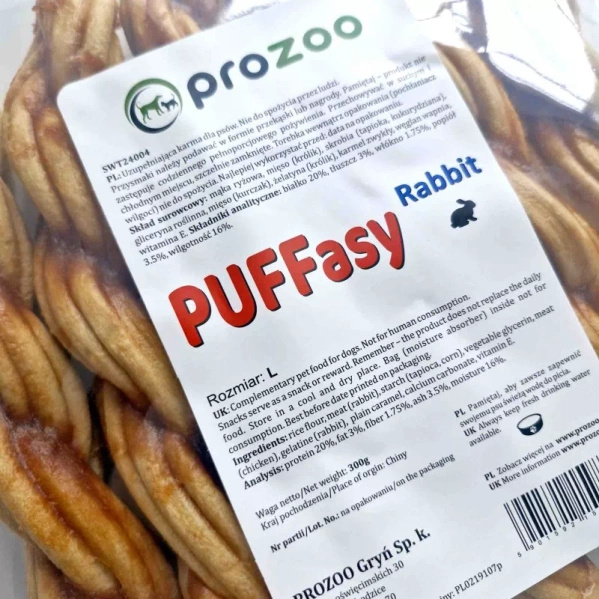 prozoo
SWT24004
PL: Uzupełniająca karma dla psów. Nie do spożycia przez ludzi.
Przysmaki należy podawać w formie przekąski lub nagrody. Pamiętaj – produkt nie
zastępuje codziennego pełnoporcjowego pożywienia. Przechowywać w suchym i
chłodnym miejscu, szczelnie zamknięte. Torebka wewnątrz opakowania (pochłaniacz
wilgoci) nie do spożycia. Najlepiej wykorzystać przed: data na opakowaniu.
Skład surowcowy: mąka ryżowa, mięso (królik), skrobia (tapioka, kukurydziana),
gliceryna roślinna, mięso (kurczak), żelatyna (królik), karmel zwykły, węglan wapnia,
witamina E. Składniki analityczne: białko 20%, tłuszcz 3%, włókno 1.75%, popiół
3.5%, wilgotność 16%.
Rabbit
PUFFasy
Rozmiar: L
UK: Complementary pet food for dogs. Not for human consumption.
Snacks serve as a snack or reward. Remember – the product does not replace the daily
food. Store in a cool and dry place. Bag (moisture absorber) inside not for
consumption. Best before date printed on packaging.
Ingredients: rice flour, meat (rabbit), starch (tapioca, corn), vegetable glycerin, meat
(chicken), gelatine (rabbit), plain caramel, calcium carbonate, vitamin E.
Analysis: protein 20%, fat 3%, fiber 1.75%, ash 3.5%, moisture 16%.
Waga netto/Net weight: 300g
Kraj pochodzenia/Place of orgin: Chiny
Nr partii/Lot. No.: na opakowaniu/on the packaging
PL Pamiętaj, aby zawsze zapewnić
swojemu psu świeżą wodę do picia.
UK Always keep fresh drinking water
available.
PL Zobacz więcej na www.prozoo
UK More information www.prozo
PROZOO Gryń Sp. k.
oświęcimskich 30
dzice
70
yjny: PL0219107p